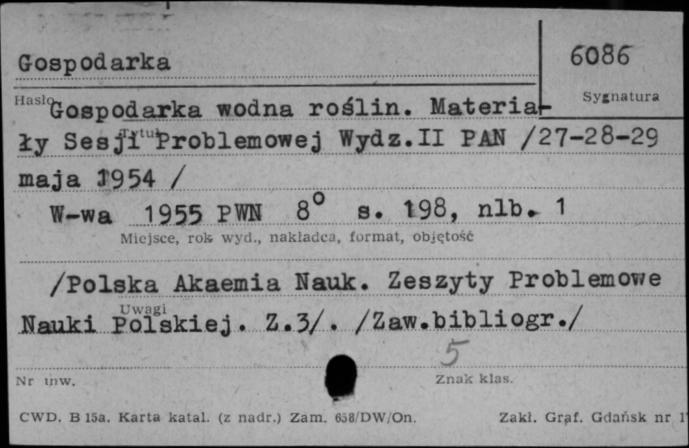 Gospodarka
6086
Hasło
Sygnatura
Gospodarka wodna roślin. Materia-
Tytuł
ły Sesji Problemowej Wydz.II PAN /27-28-29
maja 1954 /
W-wa 1955 PWN 8° s. 198, nlb. 1
Miejsce, rok wyd., nakładca, format, objętość
/Polska Akaemia Nauk. Zeszyty Problemowe
Uwagi
Nauki Polskiej. Z.3/. /Zaw.bibliogr./
5
Nr inw.
Znak klas.
CWD. B 15a. Karta katal. (z nadr.) Zam. 658/DW/On.
Zakł. Graf. Gdańsk nr